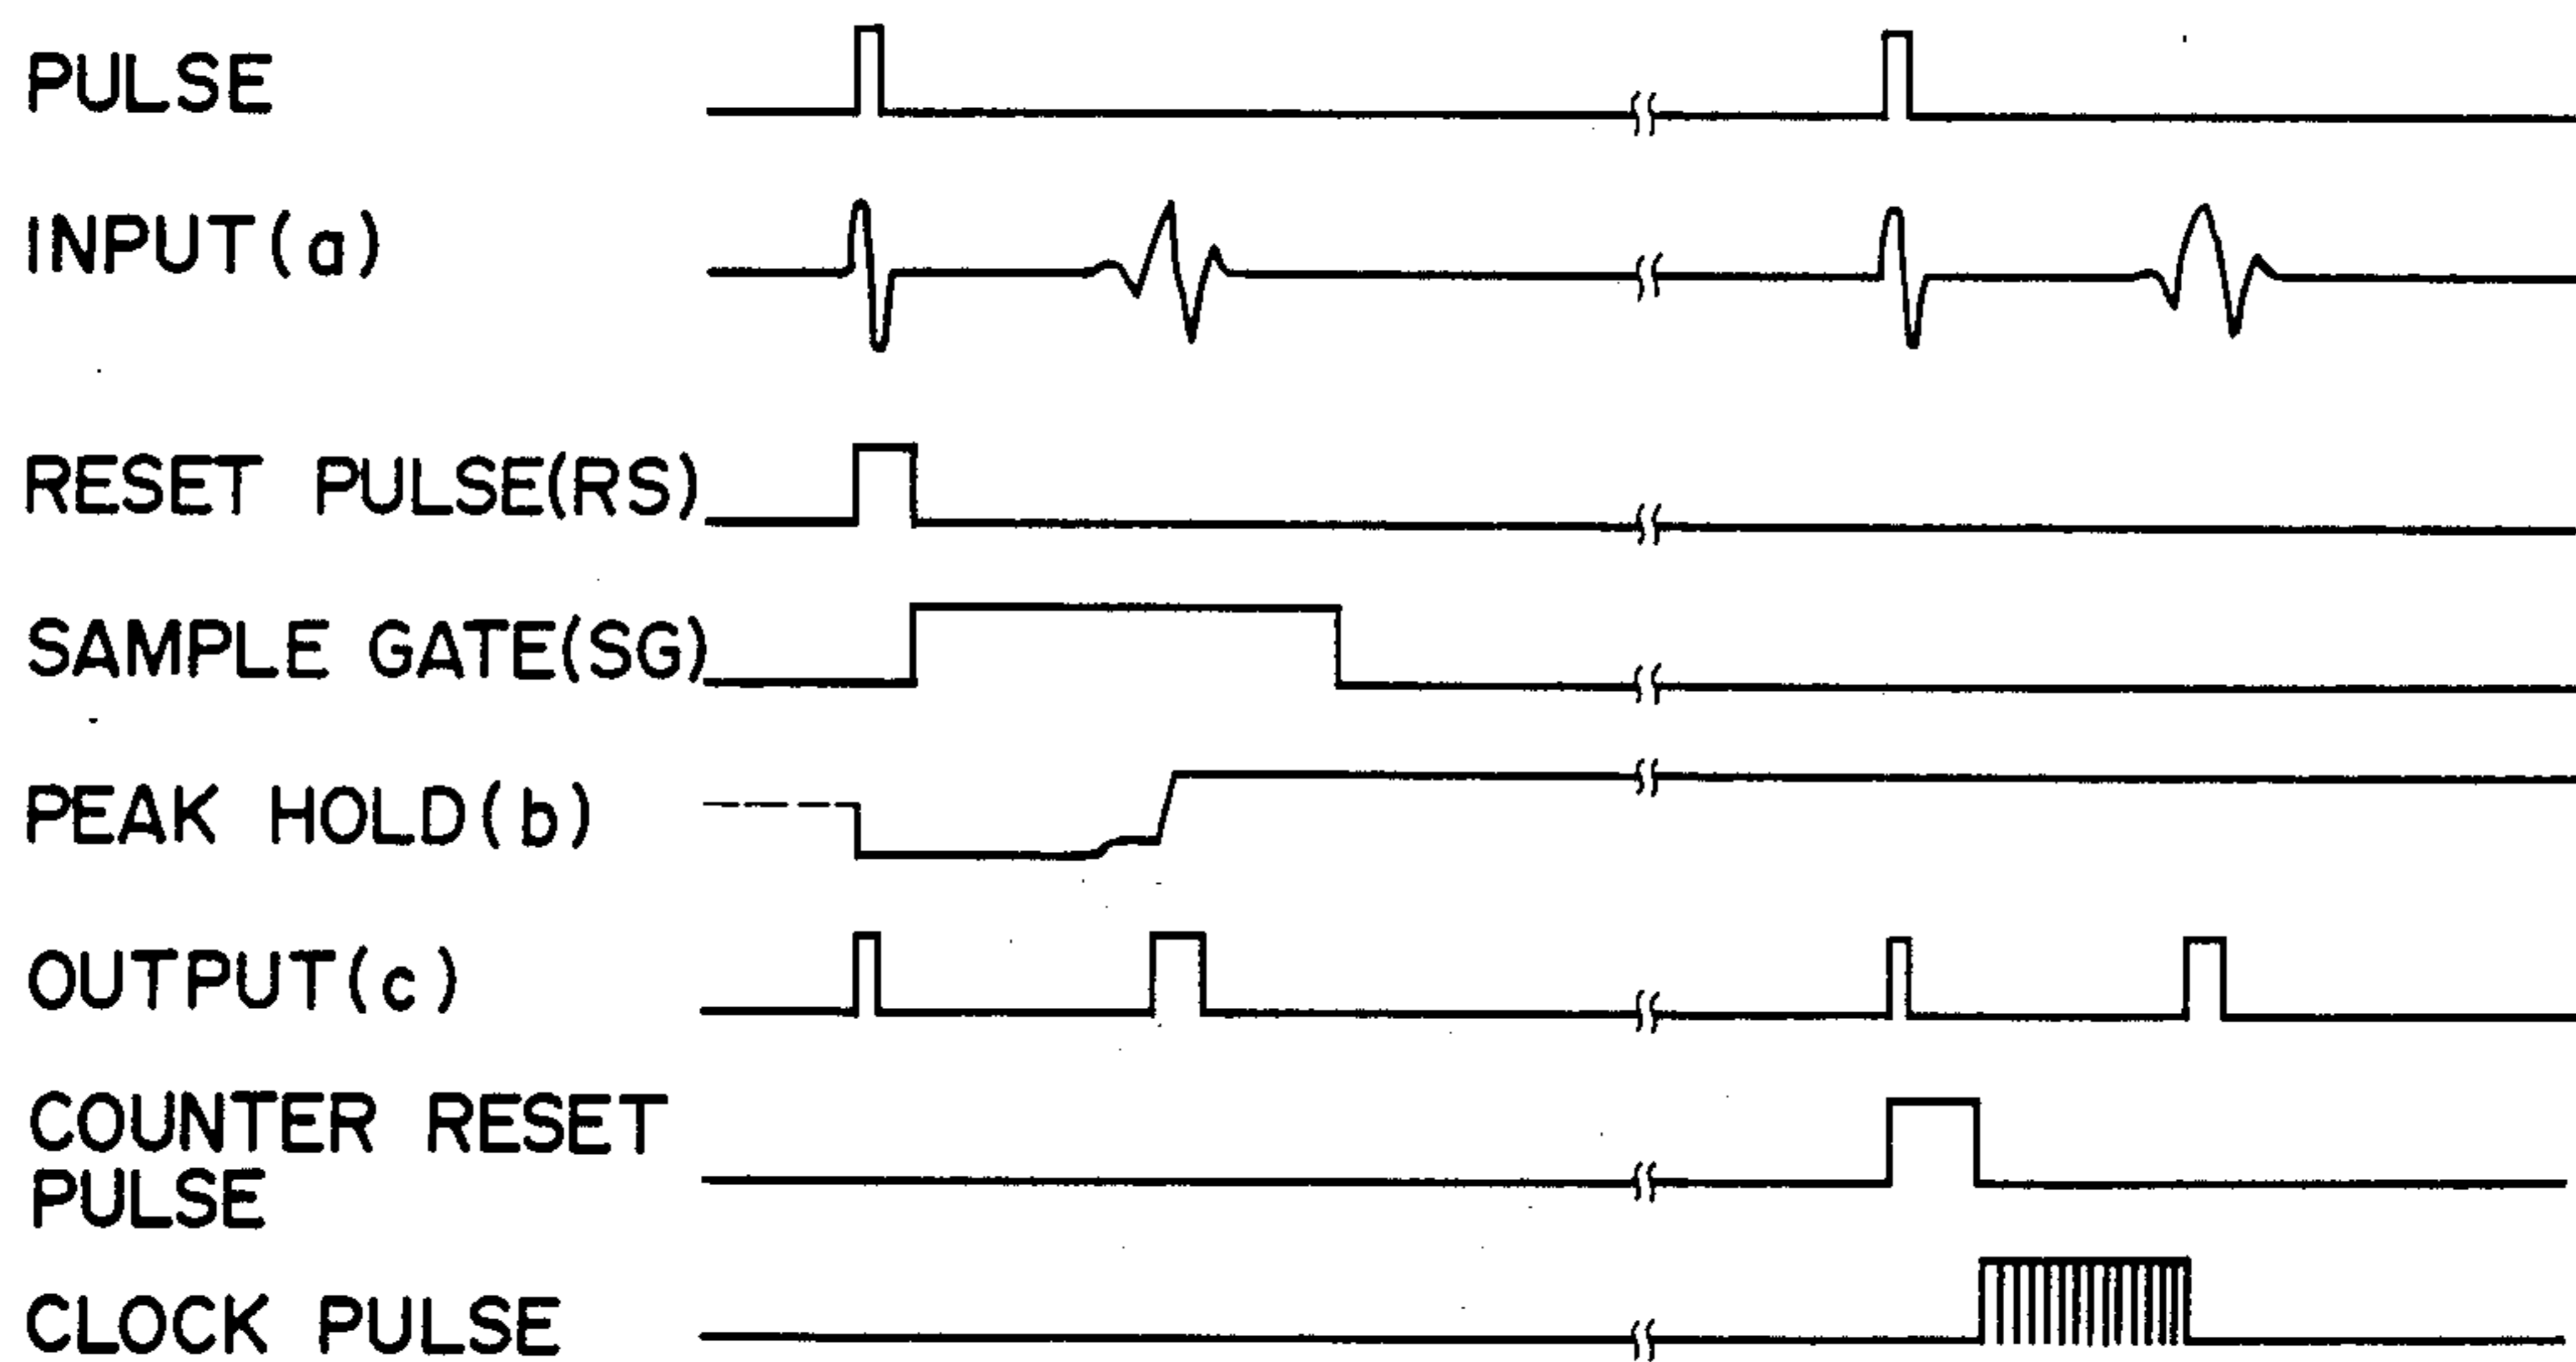 PULSE
INPUT(a)
RESET PULSE(RS)
SAMPLE GATE(SG)
PEAK HOLD(b)
OUTPUT(c)
COUNTER RESET
PULSE
CLOCK PULSE